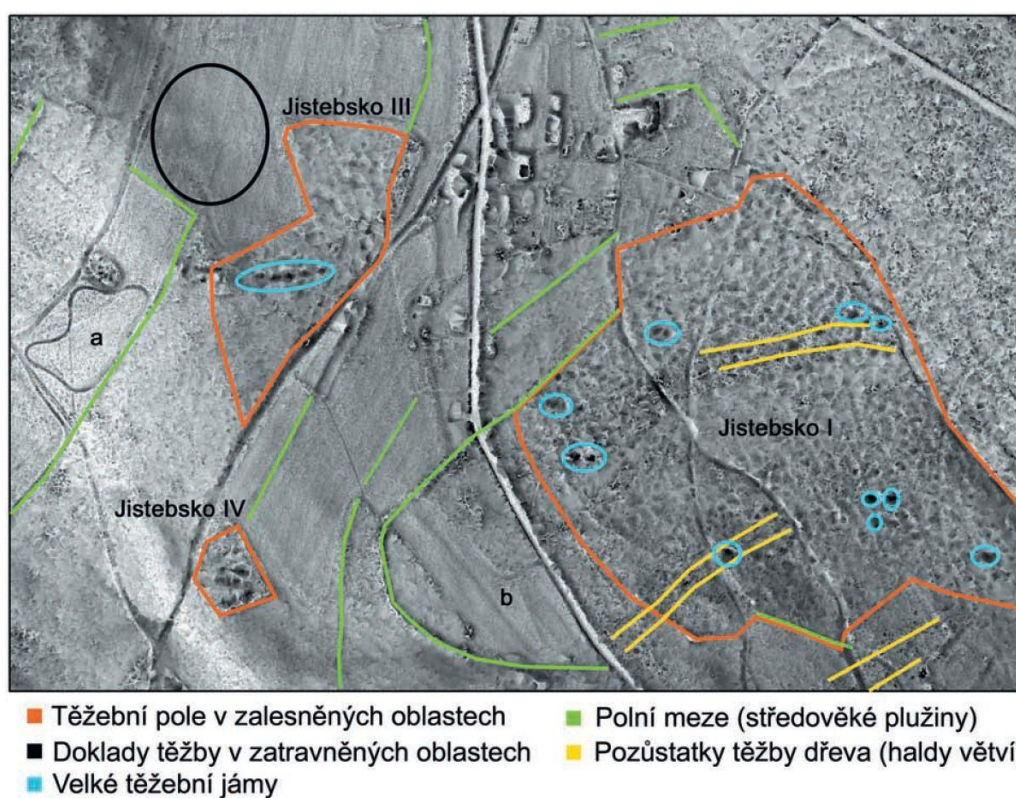 Jistebsko III
a
Jistebsko I
Jistebsko IV
b
Těžební pole v zalesněných oblastech
Doklady těžby v zatravněných oblastech
Velké těžební jámy
Polní meze (středověké plužiny)
Pozůstatky těžby dřeva (haldy větví